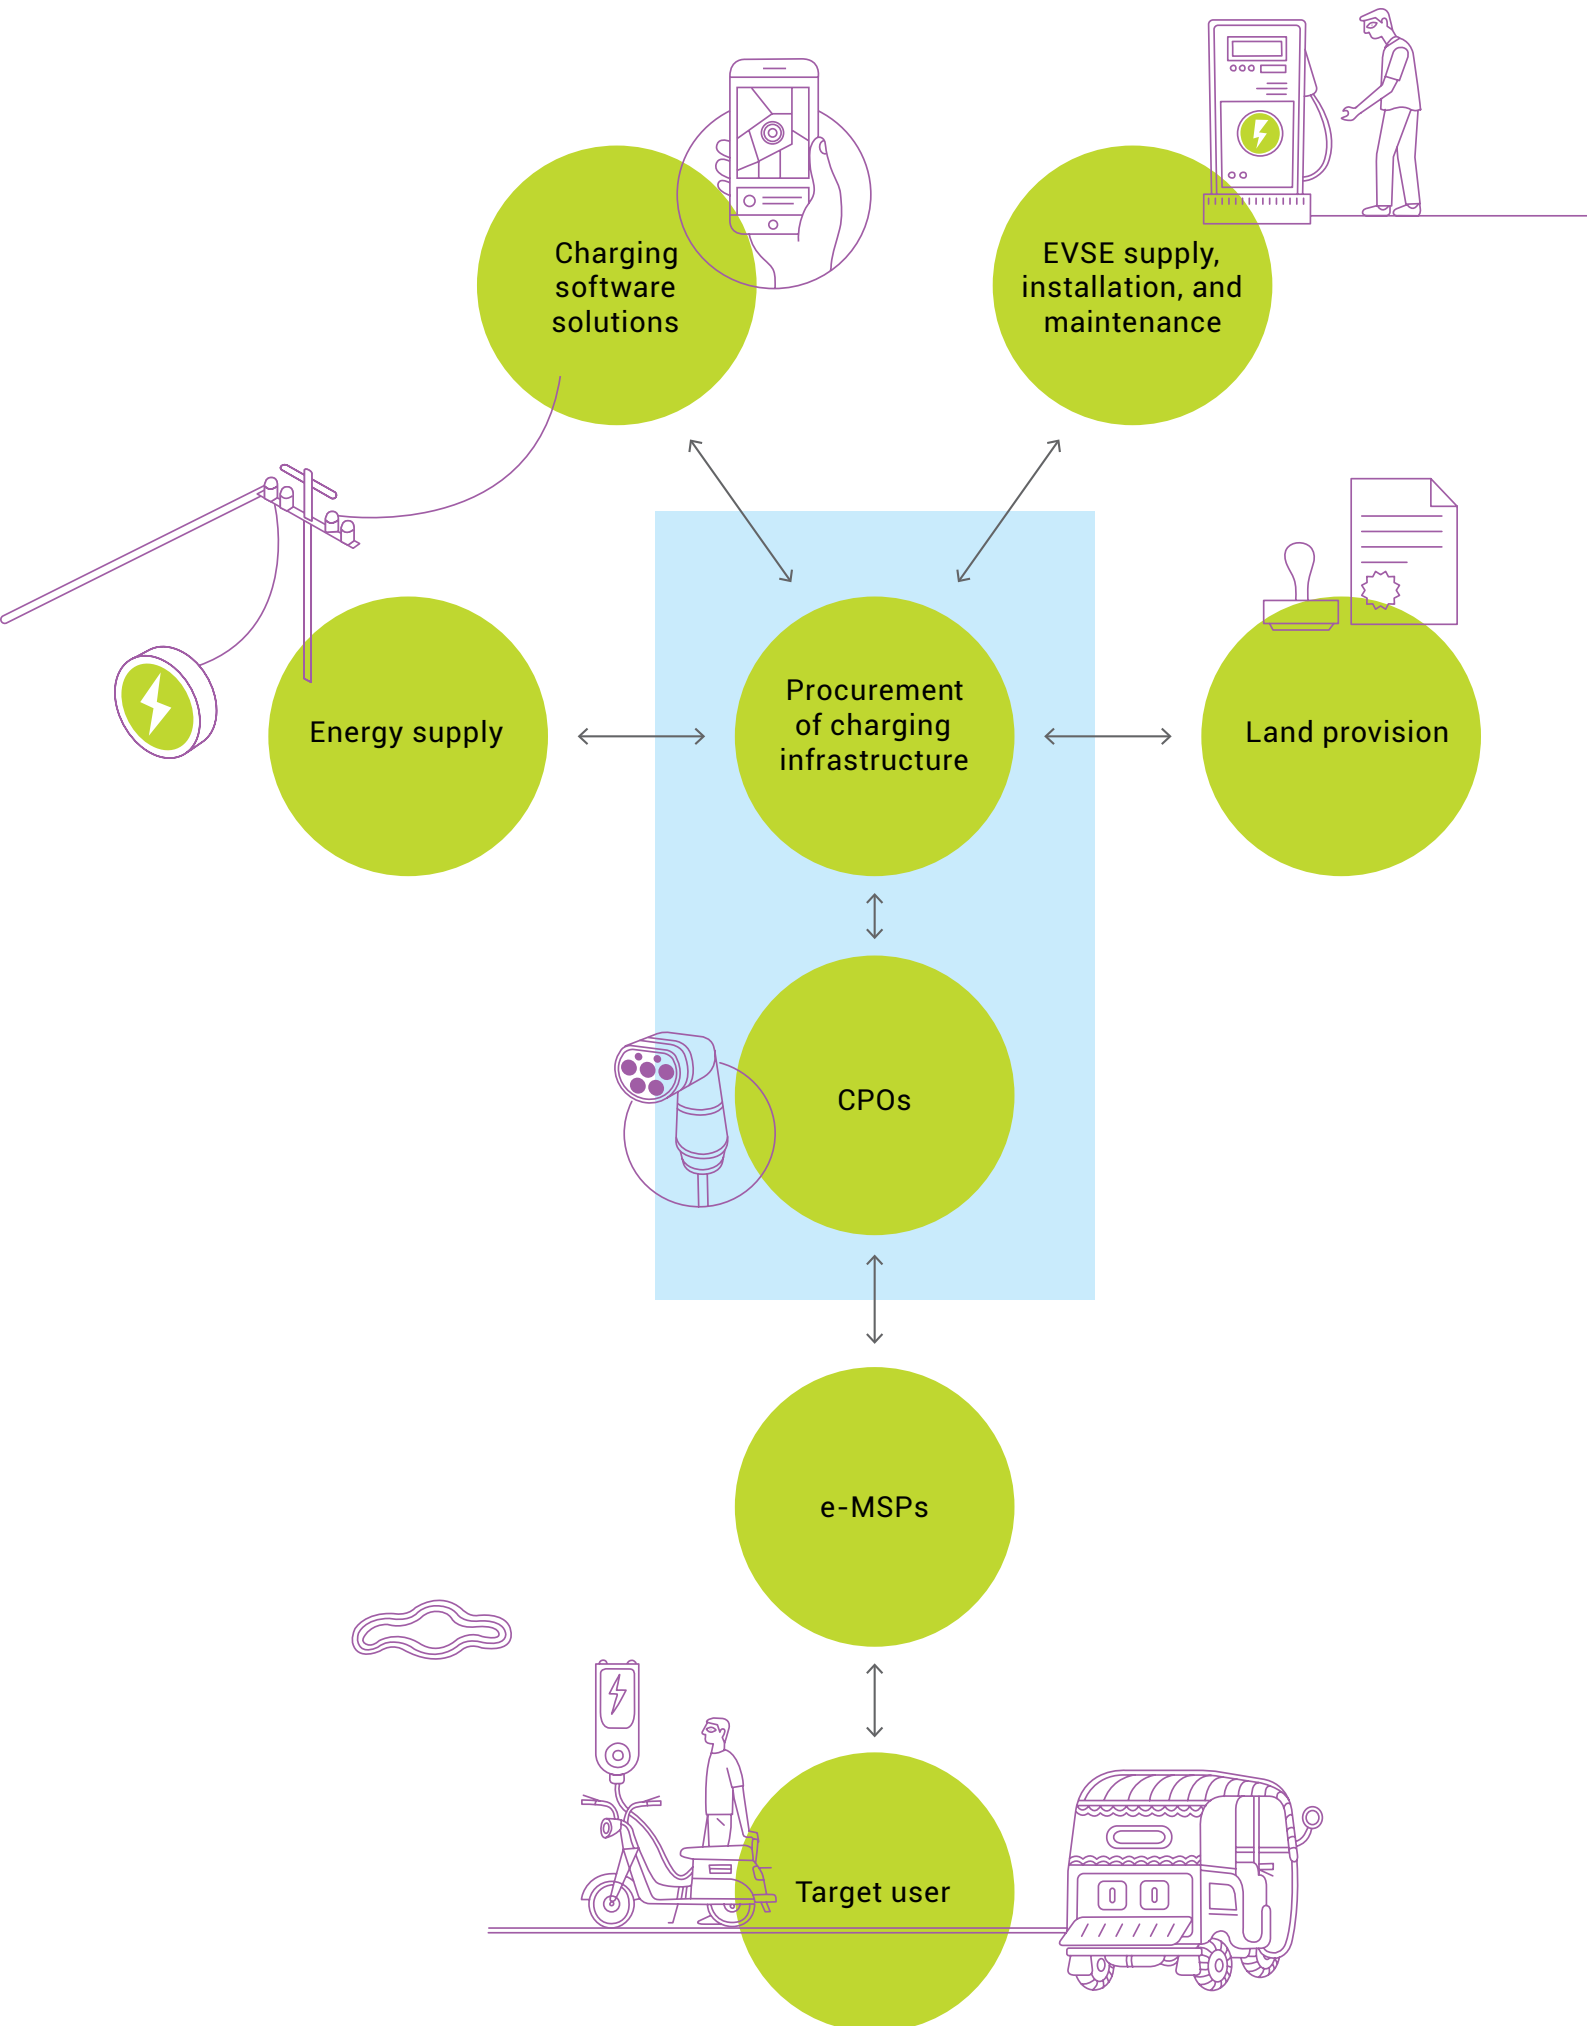 Charging
software
solutions
EVSE supply,
installation, and
maintenance
Energy supply
Procurement
of charging
infrastructure
Land provision
CPOs
e-MSPs
Target user